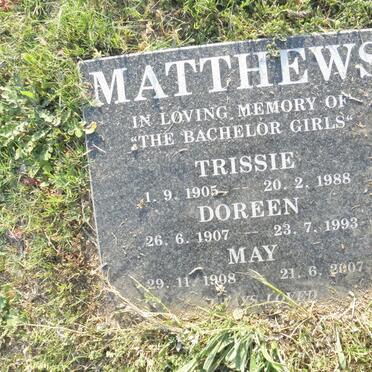 MATTHEWS
IN LOVING MEMORY OF
"THE BACHELOR GIRLS"
TRISSIE
1. 9. 1905 — 20. 2. 1988
DOREEN
26. 6. 1907 — 23. 7. 1993
MAY
29. 11. 1908 — 21. 6. 2007
LOVED